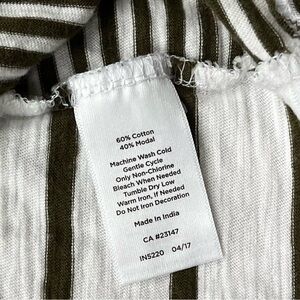 60% Cotton
40% Modal
Machine Wash Cold
Gentle Cycle
Only Non-Chlorine
Bleach When Needed
Tumble Dry Low
Warm Iron, If Needed
Do Not Iron Decoration
Made In India
CA #23147
IN5220 04/17